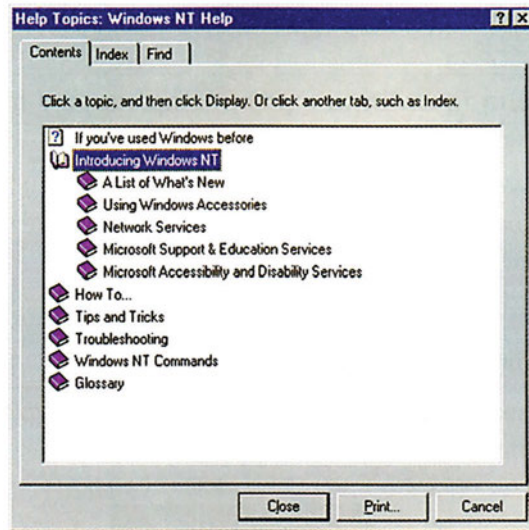 Help Topics: Windows NT Help
Contents Index Find
Click a topic, and then click Display. Or click another tab, such as Index.
If you've used Windows before
Introducing Windows NT
A List of What's New
Using Windows Accessories
Network Services
Microsoft Support & Education Services
Microsoft Accessibility and Disability Services
How To...
Tips and Tricks
Troubleshooting
Windows NT Commands
Glossary
Close Print... Cancel